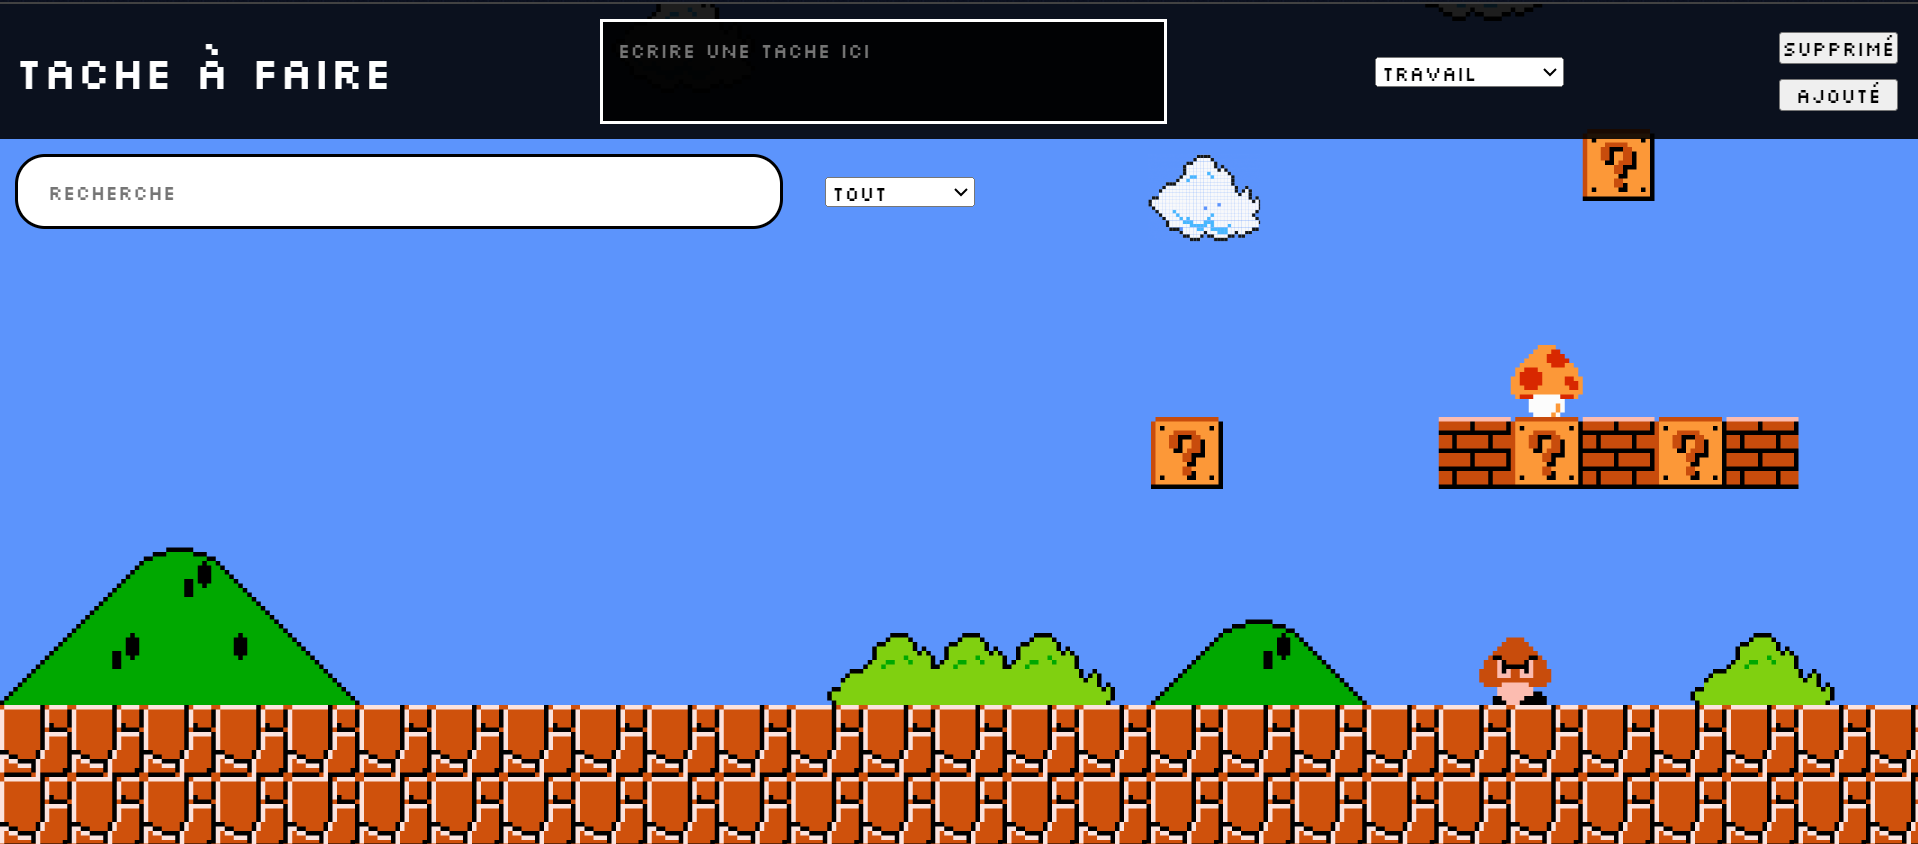 TACHE À FAIRE
ECRIRE UNE TACHE ICI
TRAVAIL
SUPPRIMÉ
AJOUTÉ
RECHERCHE
TOUT
?
?
? ?